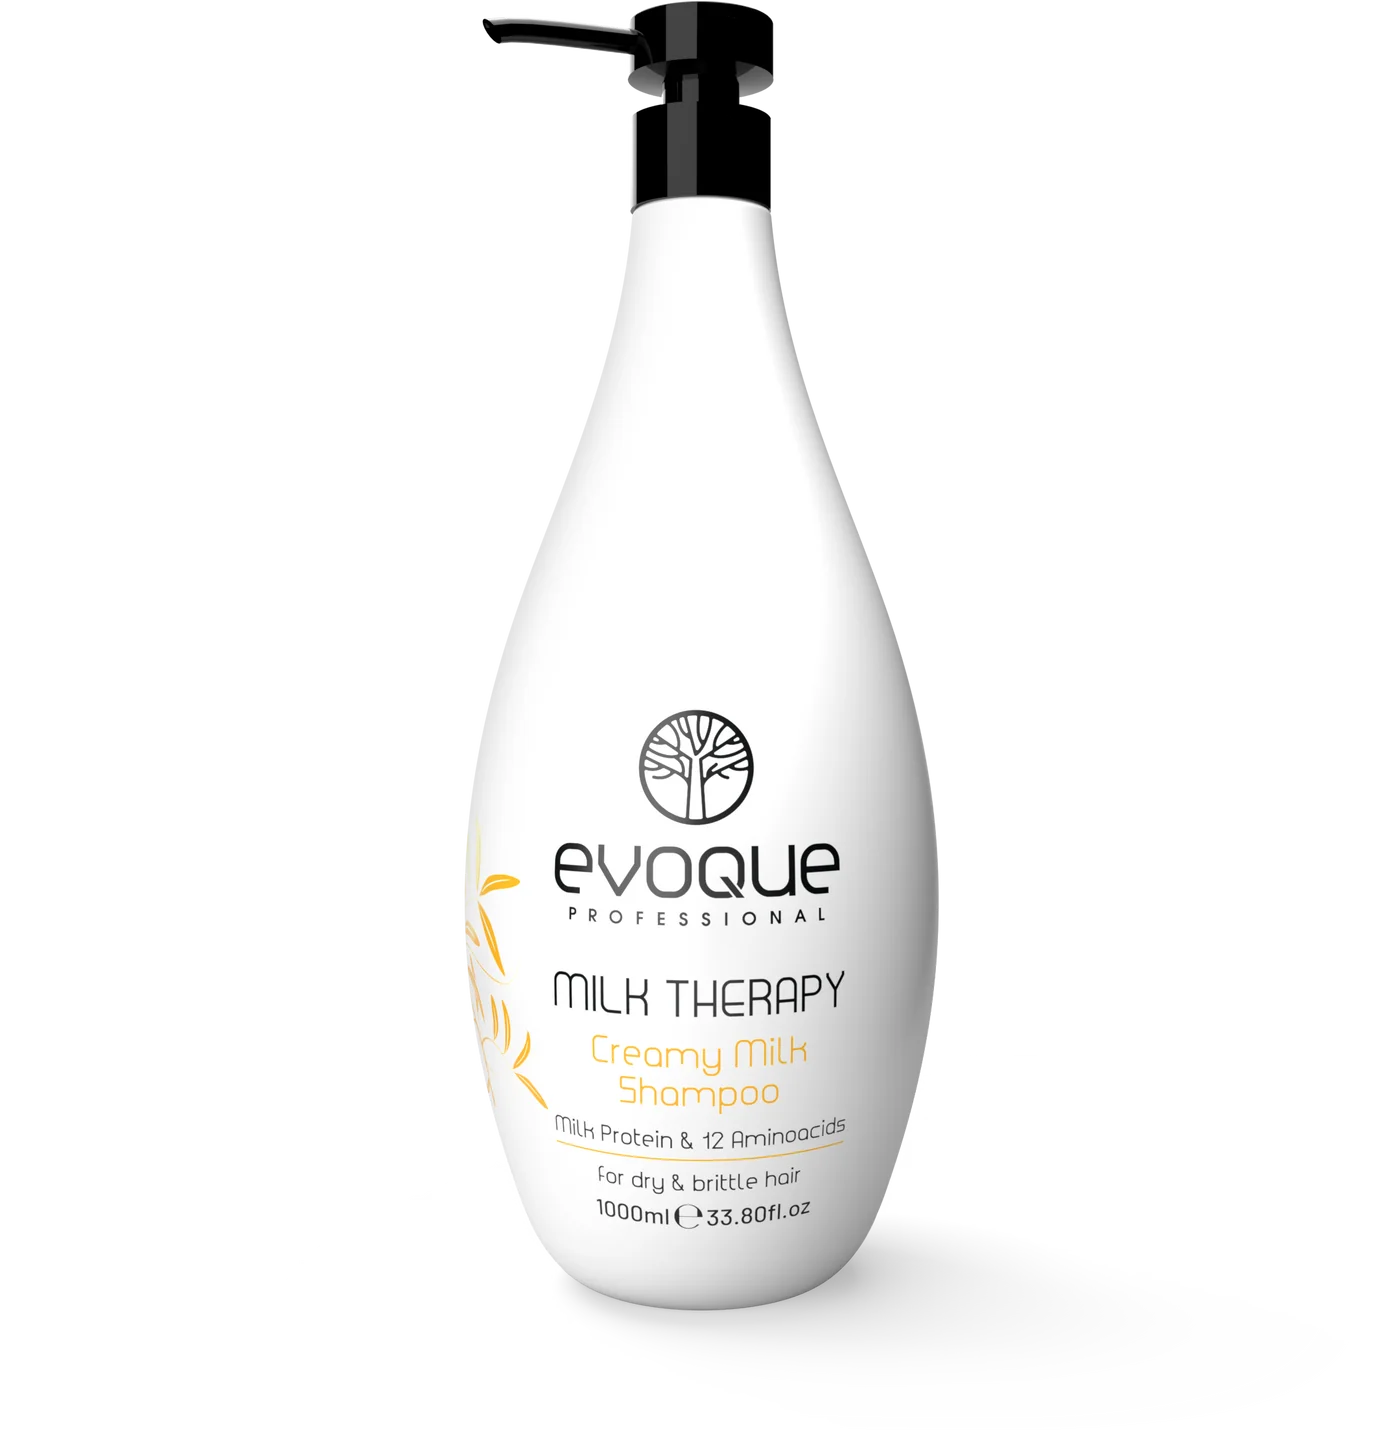 evoque
PROFESSIONAL
MILK THERAPY
Creamy Milk
Shampoo
Milk Protein & 12 Aminoacids
for dry & brittle hair
1000ml ℮ 33.80fl.oz